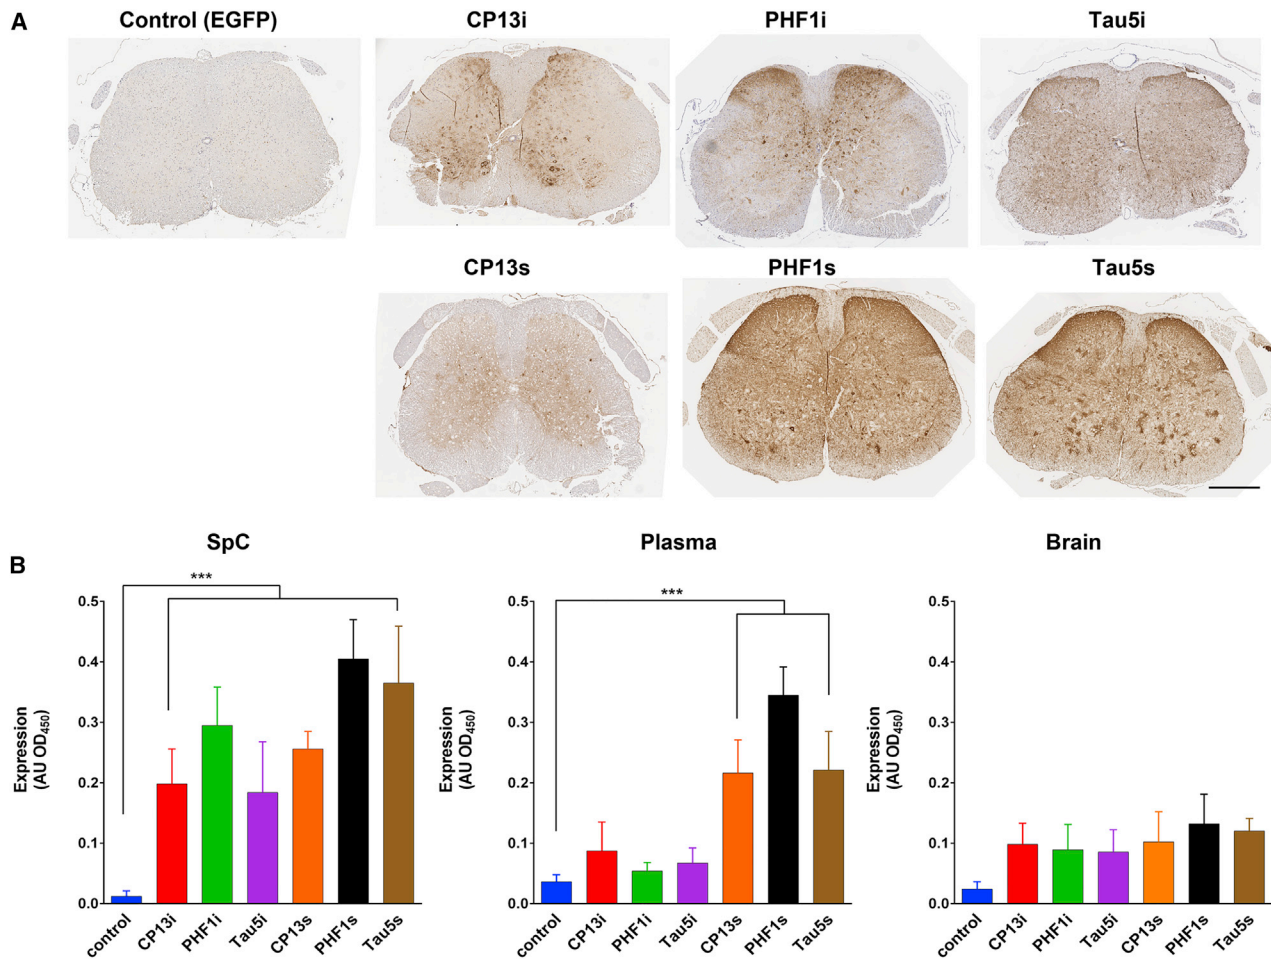 A
Control (EGFP)
CP13i
PHF1i
Tau5i
CP13s
PHF1s
Tau5s
B
SpC
Expression
(AU OD450)
0.5
0.4
0.3
0.2
0.1
0.0
***
control
CP13i
PHF1i
Tau5i
CP13s
PHF1s
Tau5s
Plasma
Expression
(AU OD450)
0.5
0.4
0.3
0.2
0.1
0.0
***
control
CP13i
PHF1i
Tau5i
CP13s
PHF1s
Tau5s
Brain
Expression
(AU OD450)
0.5
0.4
0.3
0.2
0.1
0.0
control
CP13i
PHF1i
Tau5i
CP13s
PHF1s
Tau5s